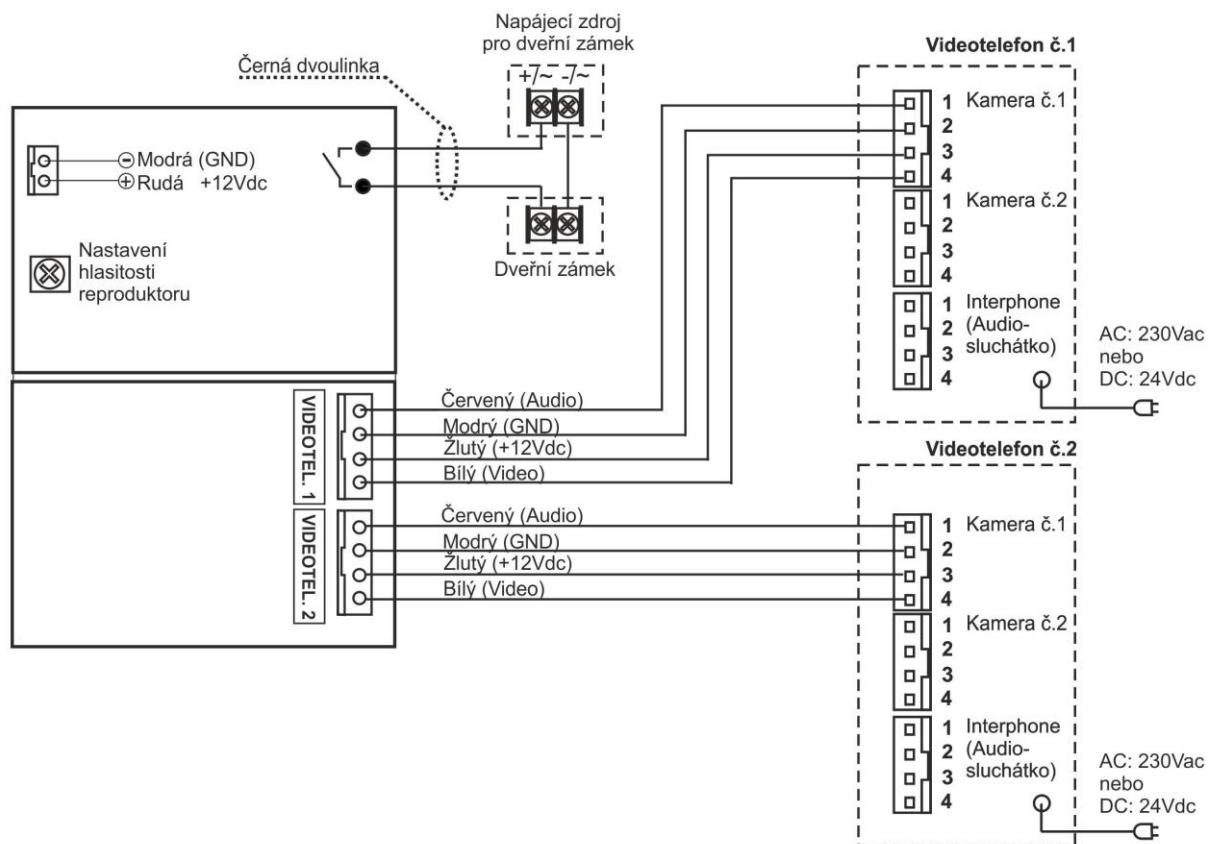 Napájecí zdroj
pro dveřní zámek
+/~ -/~
Černá dvoulinka
Modrá (GND)
Rudá +12Vdc
Nastavení
hlasitosti
reproduktoru
Dveřní zámek
VIDEOTEL. 1
Červený (Audio)
Modrý (GND)
Žlutý (+12Vdc)
Bílý (Video)
VIDEOTEL. 2
Červený (Audio)
Modrý (GND)
Žlutý (+12Vdc)
Bílý (Video)
Videotelefon č.1
1 Kamera č.1
2
3
4
1 Kamera č.2
2
3
4
1 Interphone
2 (Audio-
3 sluchátko)
4
AC: 230Vac
nebo
DC: 24Vdc
Videotelefon č.2
1 Kamera č.1
2
3
4
1 Kamera č.2
2
3
4
1 Interphone
2 (Audio-
3 sluchátko)
4
AC: 230Vac
nebo
DC: 24Vdc